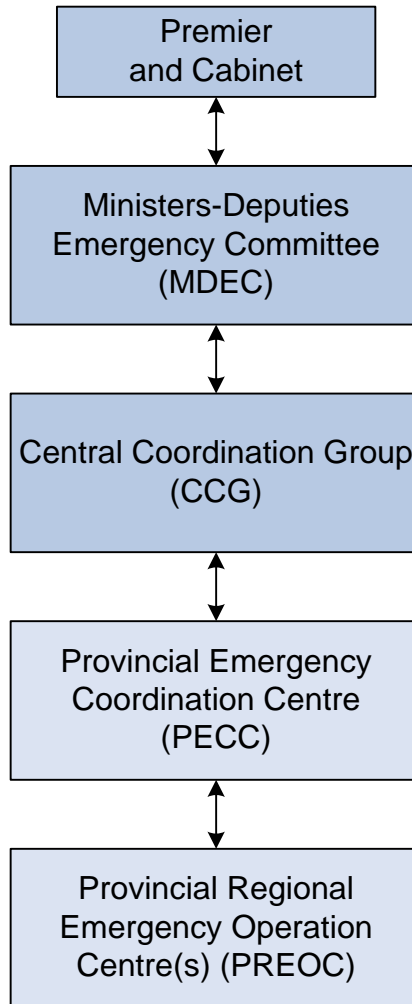 Premier
and Cabinet
Ministers-Deputies
Emergency Committee
(MDEC)
Central Coordination Group
(CCG)
Provincial Emergency
Coordination Centre
(PECC)
Provincial Regional
Emergency Operation
Centre(s) (PREOC)